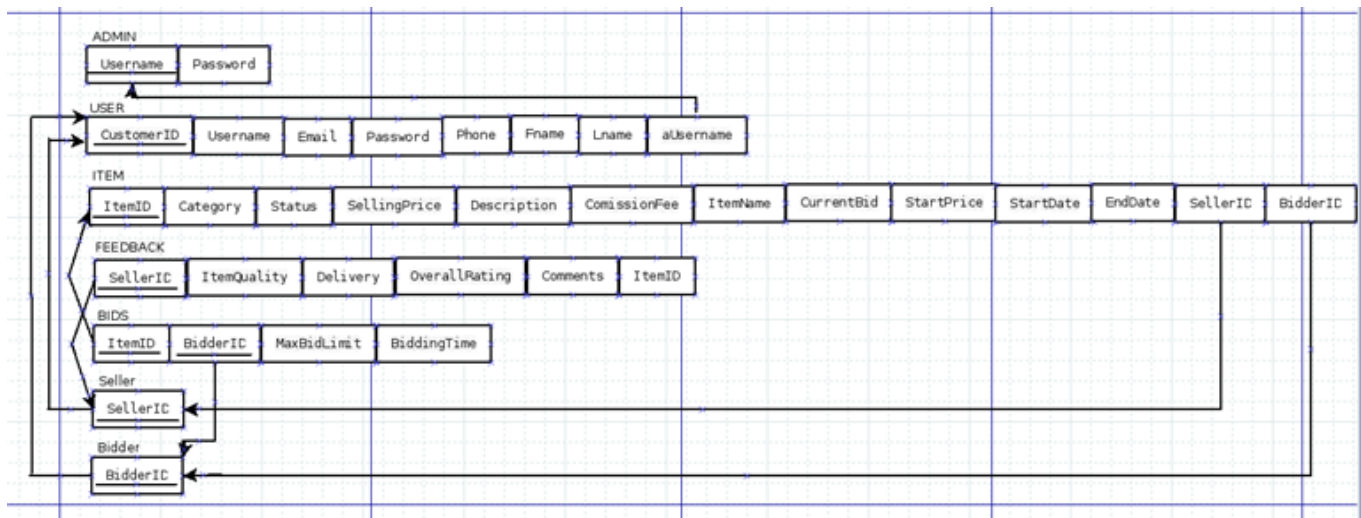 ADMIN
Username Password
USER
CustomerID Username Email Password Phone Fname Lname aUsername
ITEM
ItemID Category Status SellingPrice Description ComissionFee ItemName CurrentBid StartPrice StartDate EndDate SellerIC BidderIC
FEEDBACK
SellerIC ItemQuality Delivery OverallRating Comments ItemID
BIDS
ItemID BidderIC MaxBidLimit BiddingTime
Seller
SellerIC
Bidder
BidderIC